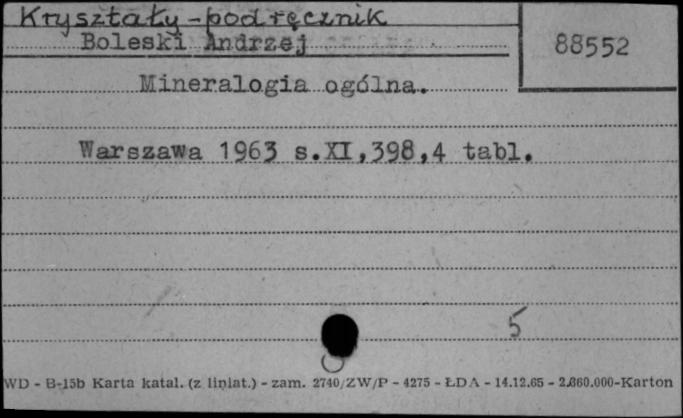 Kryształy - podręcznik
Boleski Andrzej
88552
Mineralogia ogólna.
Warszawa 1963 s.XI,398,4 tabl.
5
WD - B-15b Karta katal. (z liniat.) - zam. 2740/ZW/P - 4275 - ŁDA - 14.12.65 - 2.860.000-Karton